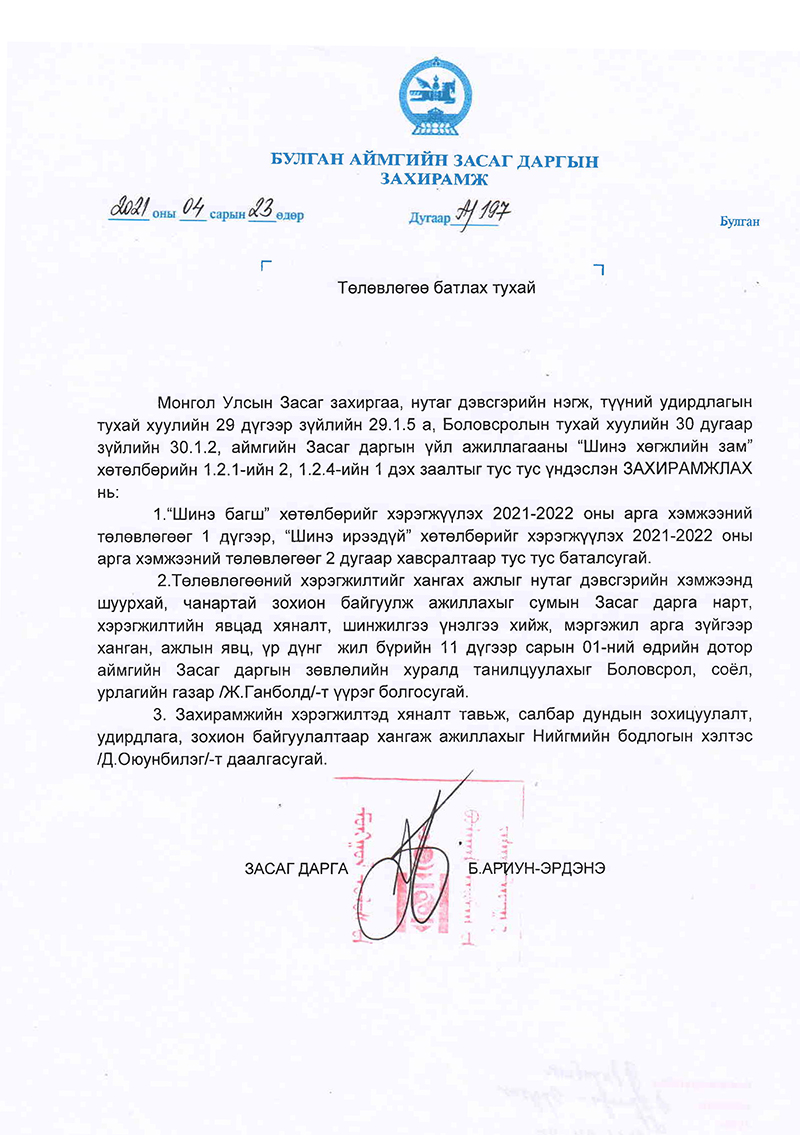 БУЛГАН АЙМГИЙН ЗАСАГ ДАРГЫН
ЗАХИРАМЖ
2021 оны 04 сарын 23 өдөр Дугаар А/197 Булган
Төлөвлөгөө батлах тухай
Монгол Улсын Засаг захиргаа, нутаг дэвсгэрийн нэгж, түүний удирдлагын
тухай хуулийн 29 дүгээр зүйлийн 29.1.5 а, Боловсролын тухай хуулийн 30 дугаар
зүйлийн 30.1.2, аймгийн Засаг даргын үйл ажиллагааны “Шинэ хөгжлийн зам”
хөтөлбөрийн 1.2.1-ийн 2, 1.2.4-ийн 1 дэх заалтыг тус тус үндэслэн ЗАХИРАМЖЛАХ
нь:
1.“Шинэ багш” хөтөлбөрийг хэрэгжүүлэх 2021-2022 оны арга хэмжээний
төлөвлөгөөг 1 дүгээр, “Шинэ ирээдүй” хөтөлбөрийг хэрэгжүүлэх 2021-2022 оны
арга хэмжээний төлөвлөгөөг 2 дугаар хавсралтаар тус тус баталсугай.
2.Төлөвлөгөөний хэрэгжилтийг хангах ажлыг нутаг дэвсгэрийн хэмжээнд
шуурхай, чанартай зохион байгуулж ажиллахыг сумын Засаг дарга нарт,
хэрэгжилтийн явцад хяналт, шинжилгээ үнэлгээ хийж, мэргэжил арга зүйгээр
ханган, ажлын явц, үр дүнг жил бүрийн 11 дүгээр сарын 01-ний өдрийн дотор
аймгийн Засаг даргын зөвлөлийн хуралд танилцуулахыг Боловсрол, соёл,
урлагийн газар /Ж.Ганболд/-т үүрэг болгосугай.
3. Захирамжийн хэрэгжилтэд хяналт тавьж, салбар дундын зохицуулалт,
удирдлага, зохион байгуулалтаар хангаж ажиллахыг Нийгмийн бодлогын хэлтэс
/Д.Оюунбилэг/-т даалгасугай.
ЗАСАГ ДАРГА Б.АРИУН-ЭРДЭНЭ